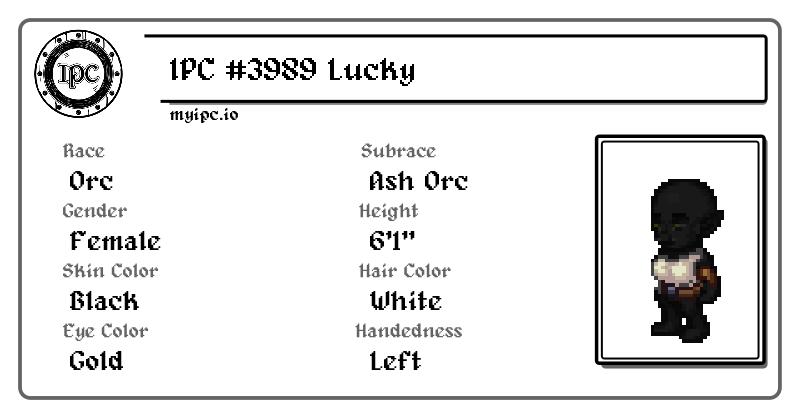 IPC
IPC #3989 Lucky
myipc.io
Race
Orc
Subrace
Ash Orc
Gender
Female
Height
6'1"
Skin Color
Black
Hair Color
White
Eye Color
Gold
Handedness
Left